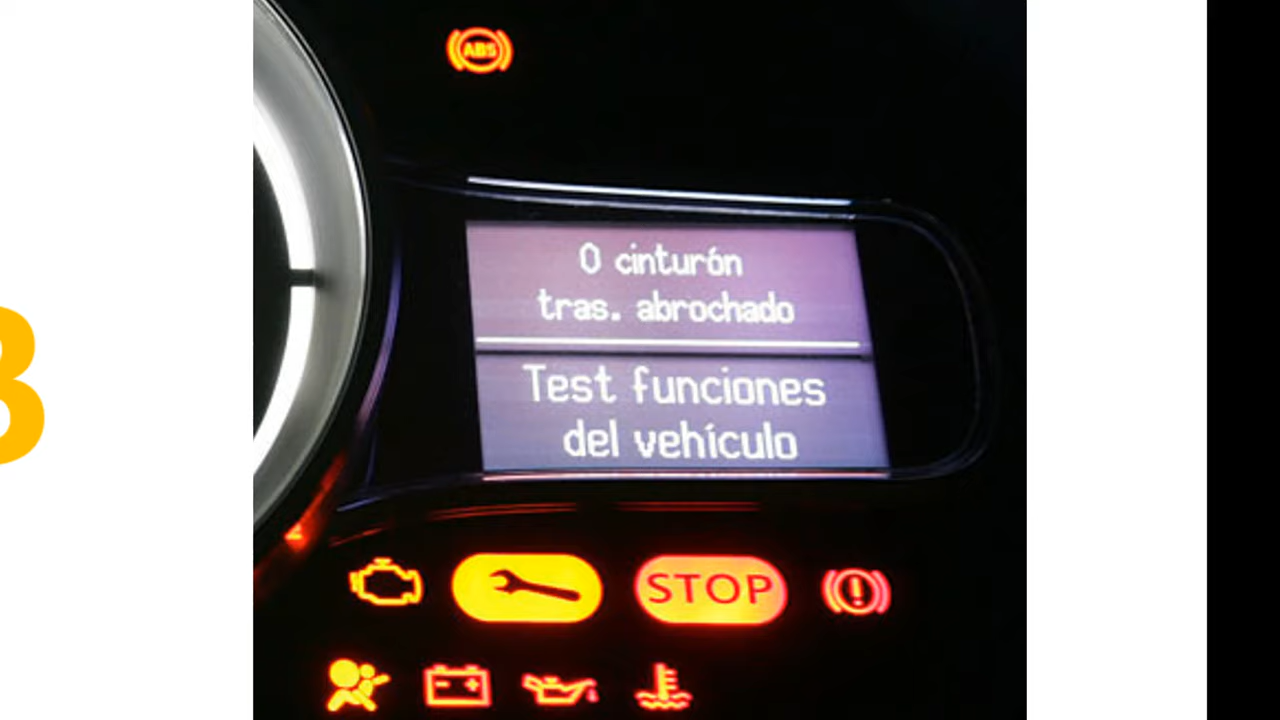 ABS
0 cinturón
tras. abrochado
Test funciones
del vehículo
STOP